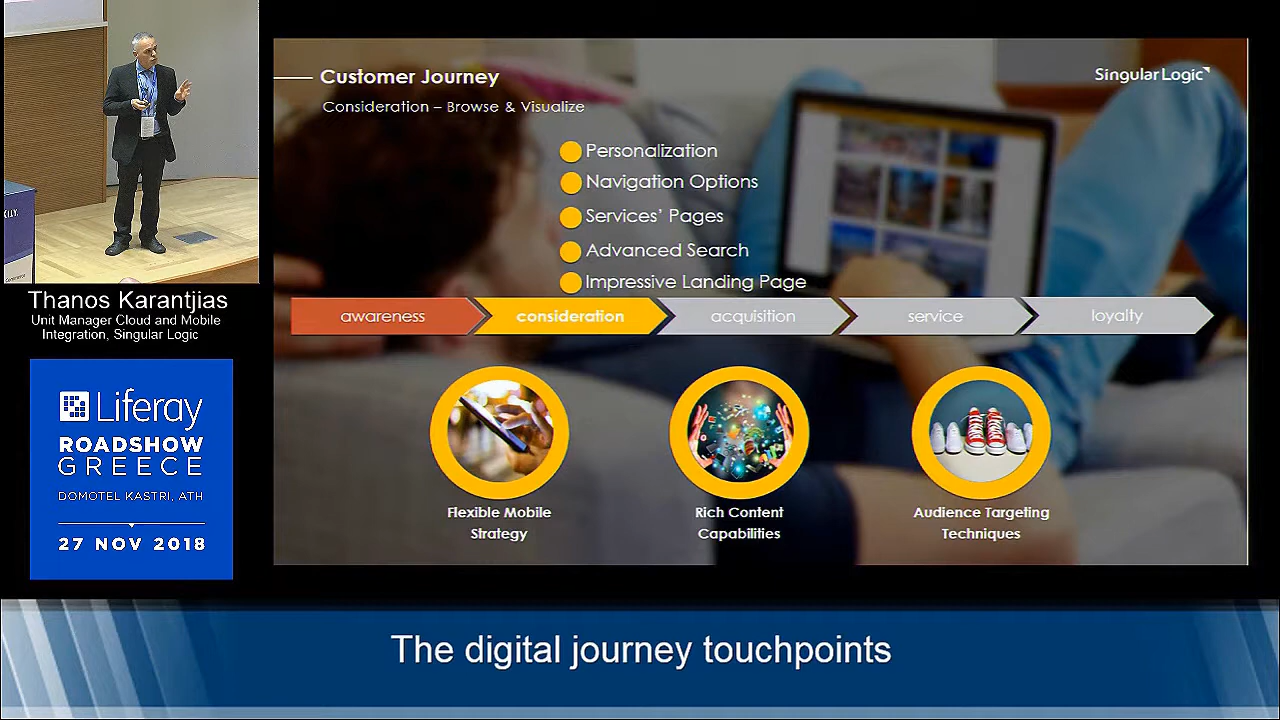 Customer Journey
SingularLogic
Consideration – Browse & Visualize
Personalization
Navigation Options
Services' Pages
Advanced Search
Impressive Landing Page
awareness
consideration
acquisition
service
loyalty
Flexible Mobile
Strategy
Rich Content
Capabilities
Audience Targeting
Techniques
Thanos Karantjias
Unit Manager Cloud and Mobile
Integration, Singular Logic
Liferay
ROADSHOW
GREECE
DOMOTEL KASTRI, ATH
27 NOV 2018
The digital journey touchpoints